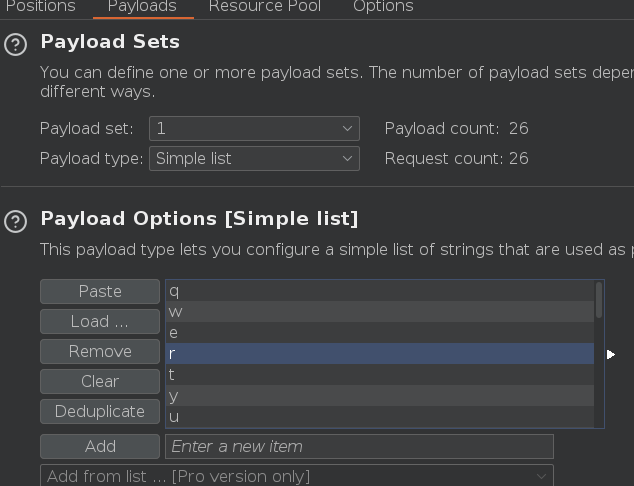 Positions Payloads Resource Pool Options
? Payload Sets
You can define one or more payload sets. The number of payload sets
different ways.
Payload set: 1 Payload count: 26
Payload type: Simple list Request count: 26
? Payload Options [Simple list]
This payload type lets you configure a simple list of strings that are used as
Paste
Load ...
Remove
Clear
Deduplicate
q
w
e
r
t
y
u
Add Enter a new item
Add from list ... [Pro version only]